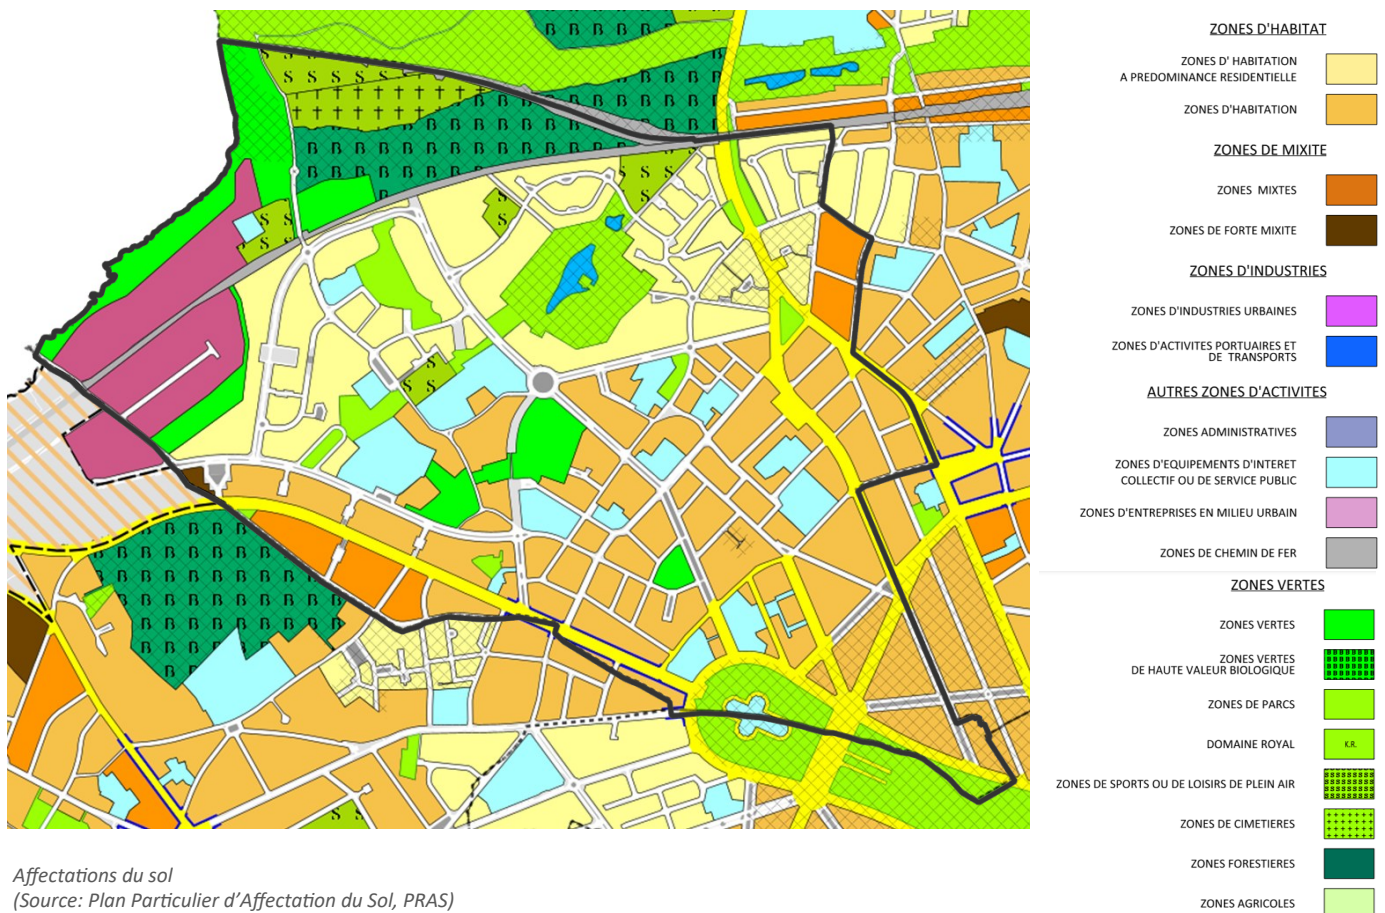 ZONES D'HABITAT
ZONES D' HABITATION
A PREDOMINANCE RESIDENTIELLE
ZONES D'HABITATION
ZONES DE MIXITE
ZONES MIXTES
ZONES DE FORTE MIXITE
ZONES D'INDUSTRIES
ZONES D'INDUSTRIES URBAINES
ZONES D'ACTIVITES PORTUAIRES ET
DE TRANSPORTS
AUTRES ZONES D'ACTIVITES
ZONES ADMINISTRATIVES
ZONES D'EQUIPEMENTS D'INTERET
COLLECTIF OU DE SERVICE PUBLIC
ZONES D'ENTREPRISES EN MILIEU URBAIN
ZONES DE CHEMIN DE FER
ZONES VERTES
ZONES VERTES
ZONES VERTES
DE HAUTE VALEUR BIOLOGIQUE
ZONES DE PARCS
DOMAINE ROYAL
K.R.
ZONES DE SPORTS OU DE LOISIRS DE PLEIN AIR
ZONES DE CIMETIERES
ZONES FORESTIERES
ZONES AGRICOLES
Affectations du sol
(Source: Plan Particulier d'Affectation du Sol, PRAS)